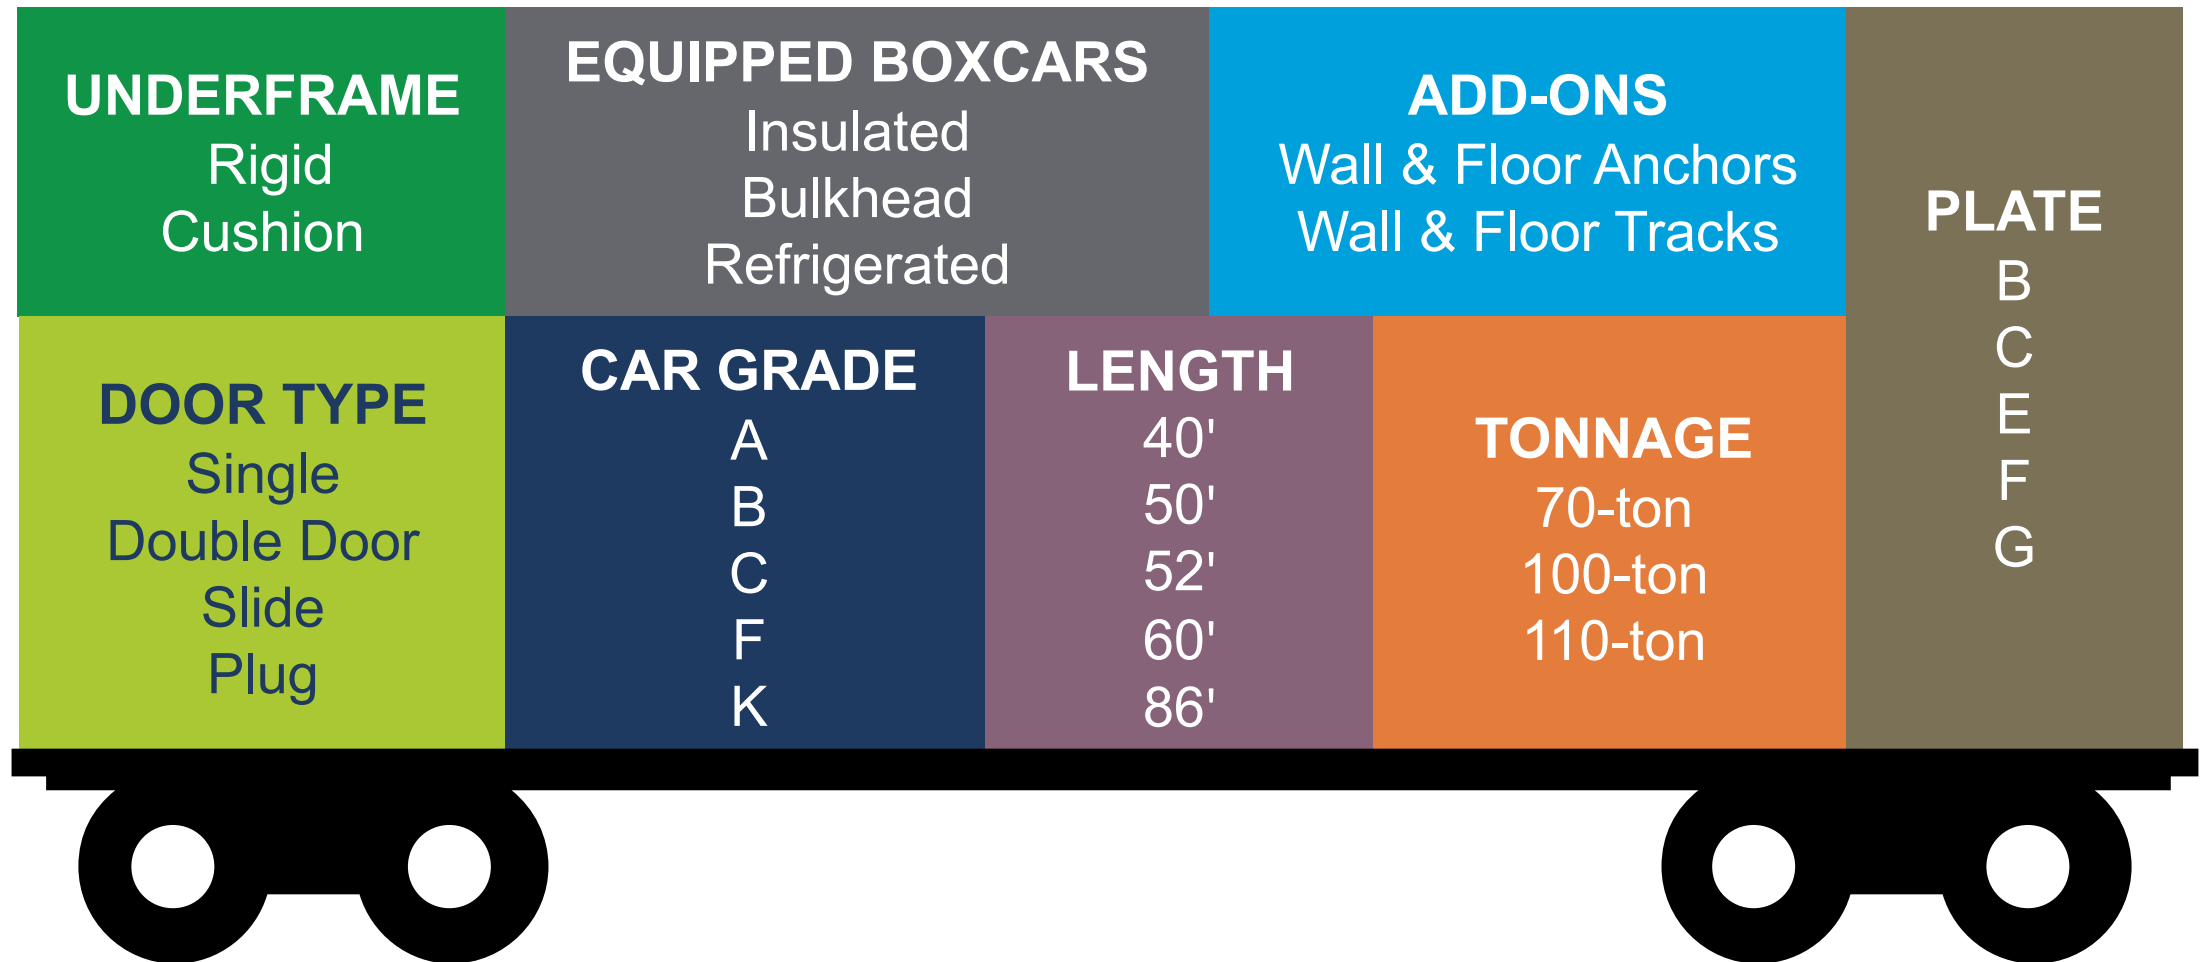 UNDERFRAME
Rigid
Cushion
EQUIPPED BOXCARS
Insulated
Bulkhead
Refrigerated
ADD-ONS
Wall & Floor Anchors
Wall & Floor Tracks
PLATE
B
C
E
F
G
DOOR TYPE
Single
Double Door
Slide
Plug
CAR GRADE
A
B
C
F
K
LENGTH
40'
50'
52'
60'
86'
TONNAGE
70-ton
100-ton
110-ton